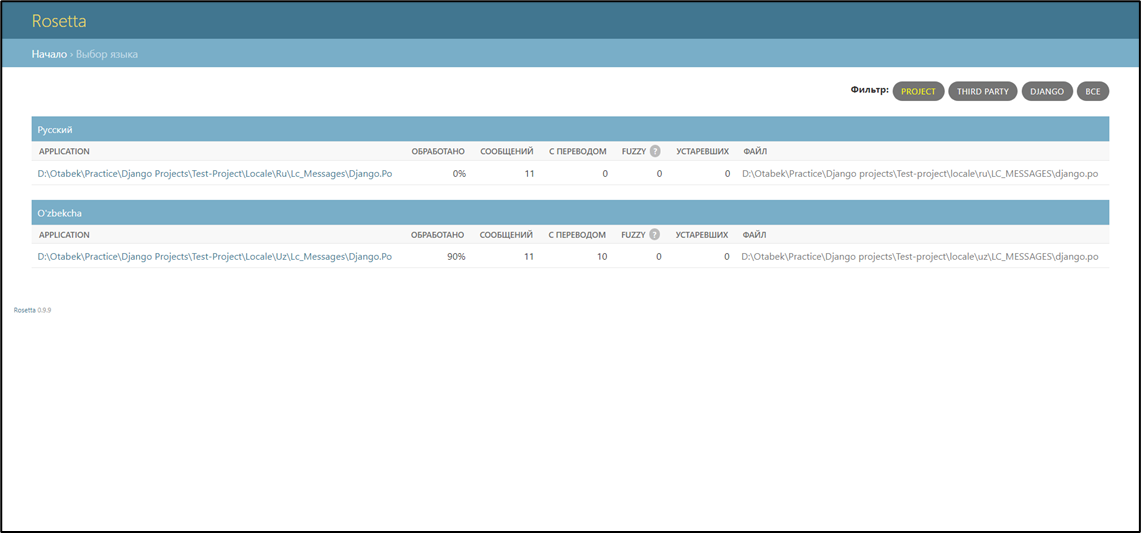 Rosetta
Начало › Выбор языка
Фильтр: PROJECT THIRD PARTY DJANGO ВСЕ
Русский
APPLICATION ОБРАБОТАНО СООБЩЕНИЙ С ПЕРЕВОДОМ FUZZY ? УСТАРЕВШИХ ФАЙЛ
D:\Otabek\Practice\Django Projects\Test-Project\Locale\Ru\Lc_Messages\Django.Po 0% 11 0 0 0 D:\Otabek\Practice\Django projects\Test-project\locale\ru\LC_MESSAGES\django.po
O'zbekcha
APPLICATION ОБРАБОТАНО СООБЩЕНИЙ С ПЕРЕВОДОМ FUZZY ? УСТАРЕВШИХ ФАЙЛ
D:\Otabek\Practice\Django Projects\Test-Project\Locale\Uz\Lc_Messages\Django.Po 90% 11 10 0 0 D:\Otabek\Practice\Django projects\Test-project\locale\uz\LC_MESSAGES\django.po
Rosetta 0.9.9